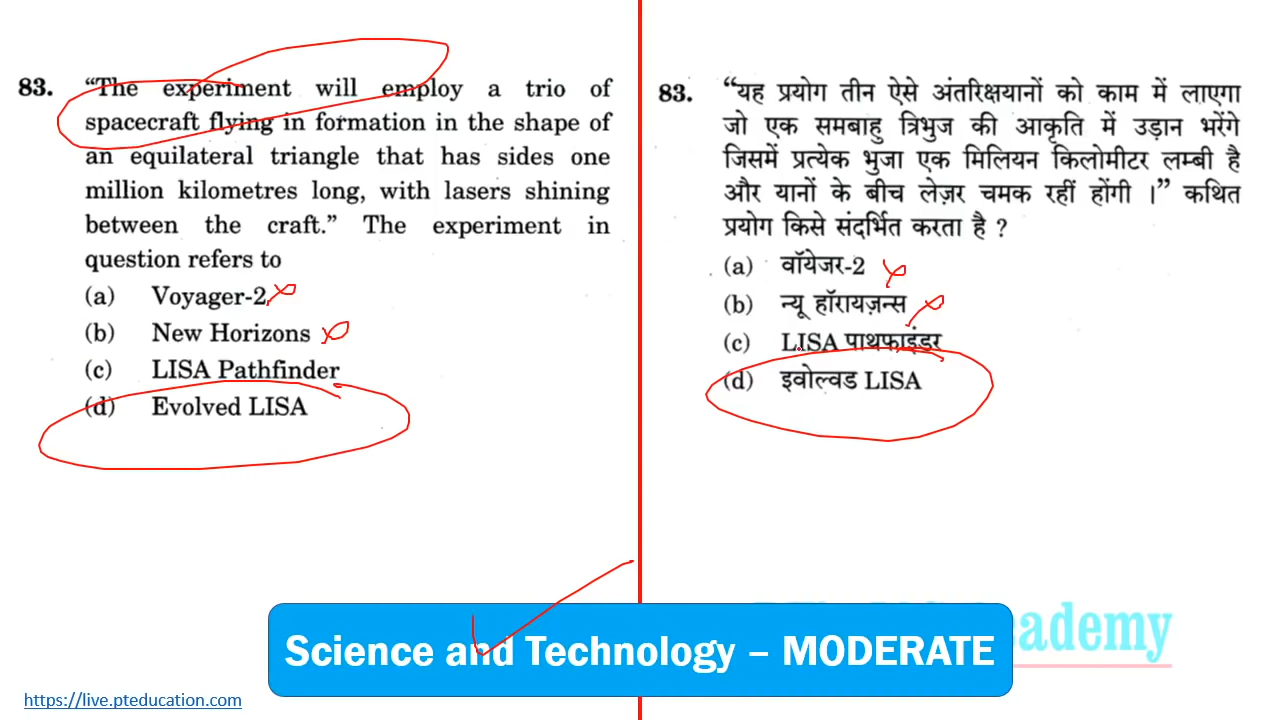 83. “The experiment will employ a trio of
spacecraft flying in formation in the shape of
an equilateral triangle that has sides one
million kilometres long, with lasers shining
between the craft.” The experiment in
question refers to
(a) Voyager-2
(b) New Horizons
(c) LISA Pathfinder
(d) Evolved LISA
83. “यह प्रयोग तीन ऐसे अंतरिक्षयानों को काम में लाएगा
जो एक समबाहु त्रिभुज की आकृति में उड़ान भरेंगे
जिसमें प्रत्येक भुजा एक मिलियन किलोमीटर लम्बी है
और यानों के बीच लेज़र चमक रहीं होंगी ।” कथित
प्रयोग किसे संदर्भित करता है ?
(a) वॉयेजर-2
(b) न्यू हॉरायज़न्स
(c) LISA पाथफाइंडर
(d) इवोल्वड LISA
Science and Technology – MODERATE
https://live.pteducation.com